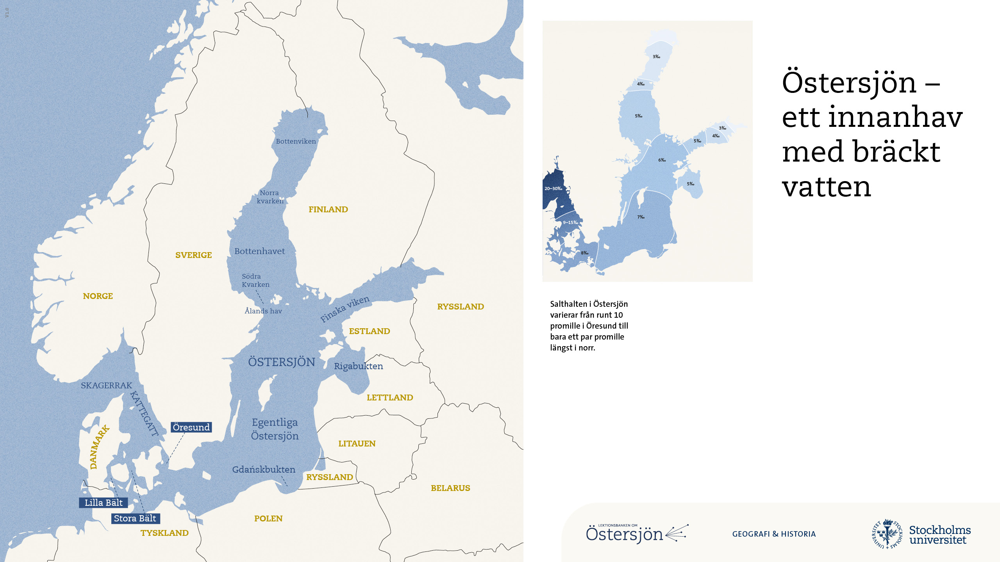 V1.0
Bottenviken
Norra
kvarken
FINLAND
Bottenhavet
SVERIGE
Södra
Kvarken
NORGE
Ålands hav
Finska viken
RYSSLAND
ESTLAND
ÖSTERSJÖN
Rigabukten
SKAGERRAK
KATTEGATT
LETTLAND
Egentliga
Östersjön
Öresund
DANMARK
LITAUEN
Gdańskbukten
RYSSLAND
BELARUS
Lilla Bält
Stora Bält
POLEN
TYSKLAND
3‰
4‰
5‰
3‰
4‰
5‰
6‰
5‰
20–30‰
7‰
9–15‰
8‰
Salthalten i Östersjön
varierar från runt 10
promille i Öresund till
bara ett par promille
längst i norr.
Östersjön –
ett innanhav
med bräckt
vatten
LEKTIONSBANKEN OM
Östersjön
GEOGRAFI & HISTORIA
STOCKHOLMS UNIVERSITET
Stockholms
universitet